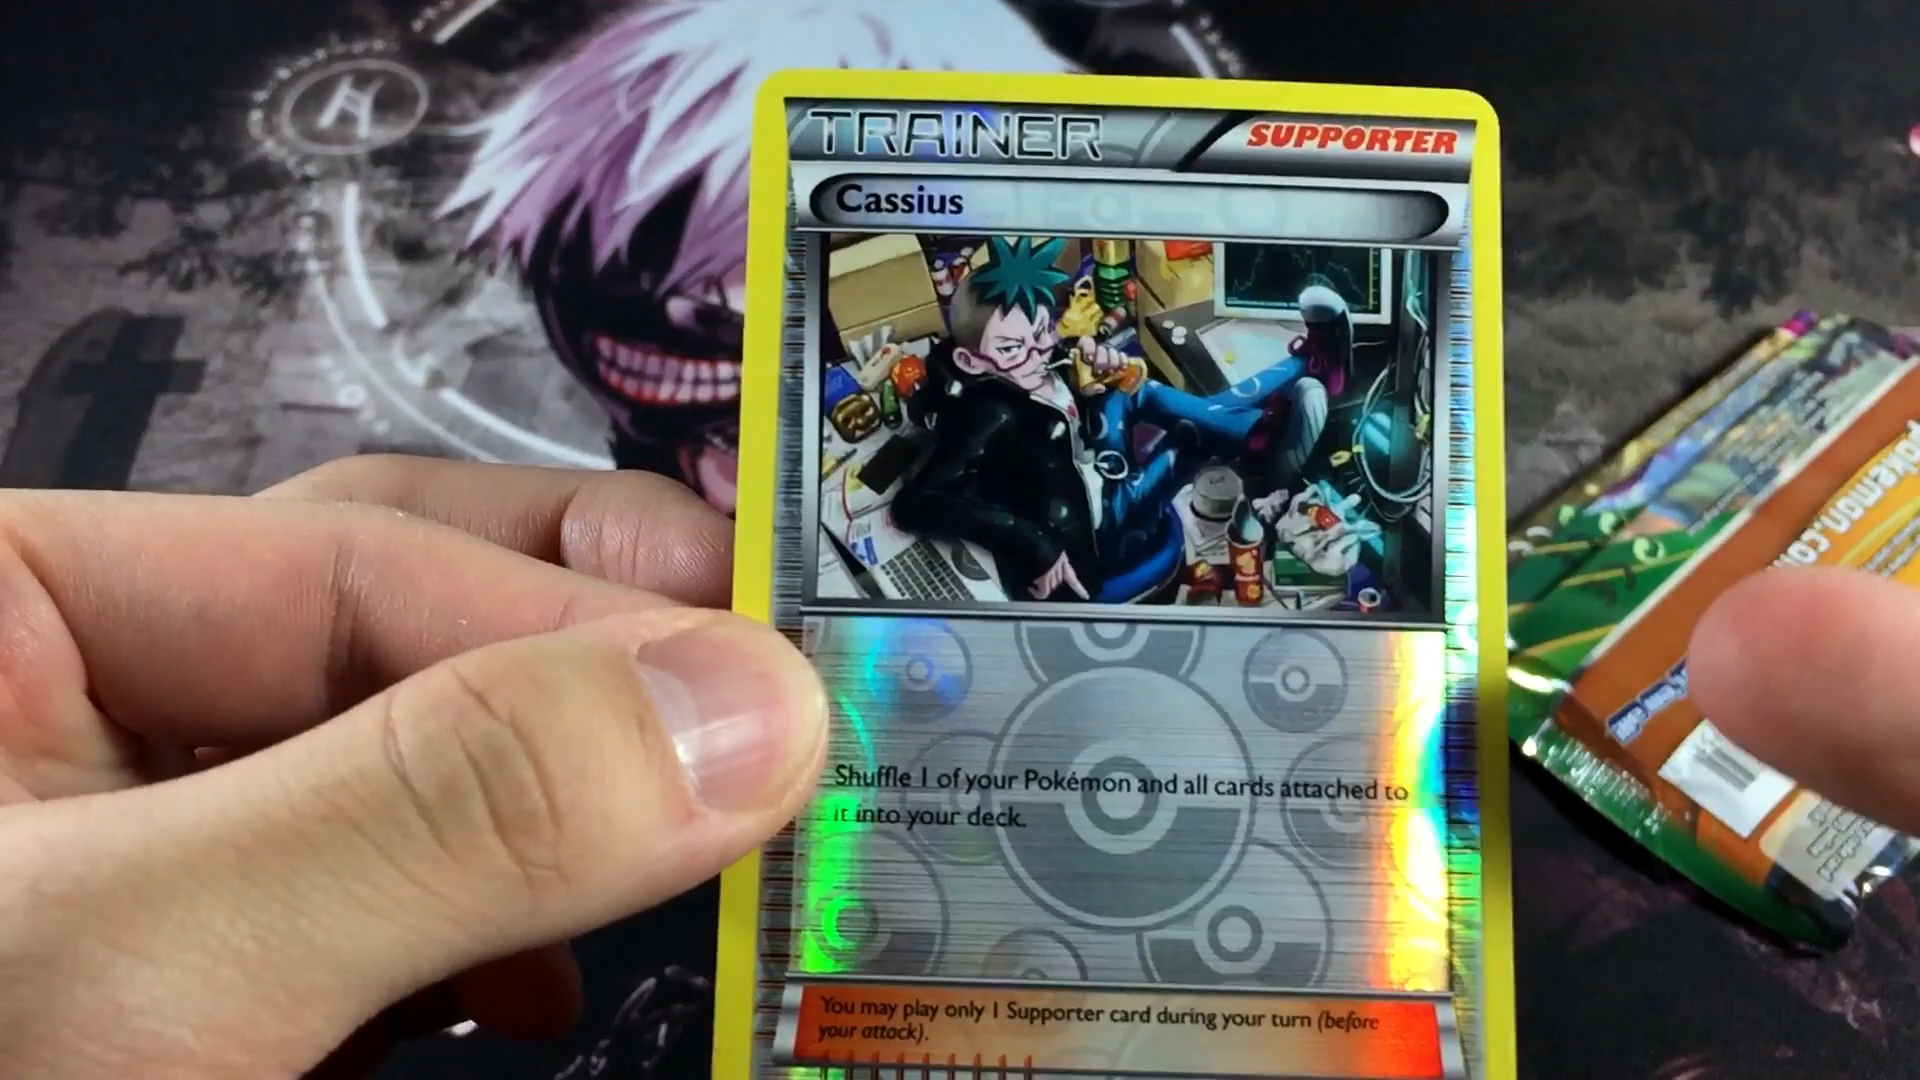 TRAINER
SUPPORTER
Cassius
Shuffle 1 of your Pokémon and all cards attached to
it into your deck.
You may play only 1 Supporter card during your turn (before
your attack).
pokemon.co